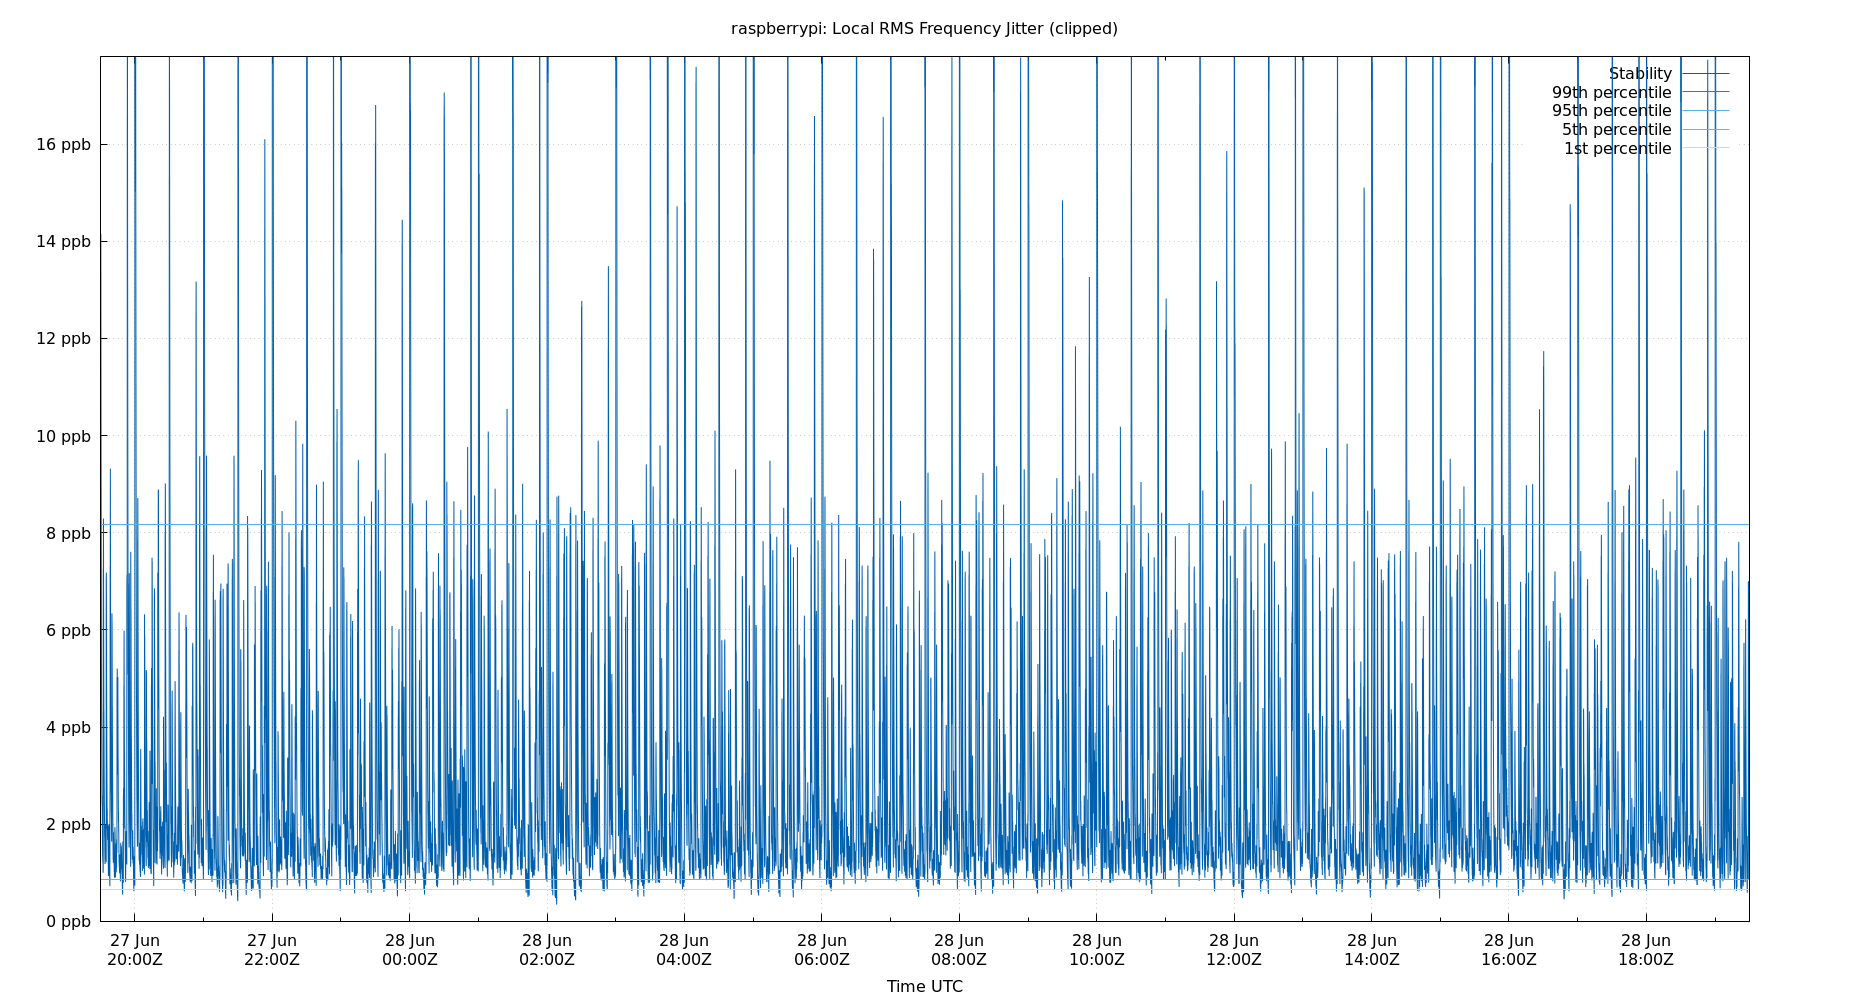 raspberrypi: Local RMS Frequency Jitter (clipped)
Stability
99th percentile
95th percentile
5th percentile
1st percentile
16 ppb
14 ppb
12 ppb
10 ppb
8 ppb
6 ppb
4 ppb
2 ppb
0 ppb
27 Jun 27 Jun 28 Jun 28 Jun 28 Jun 28 Jun 28 Jun 28 Jun 28 Jun 28 Jun 28 Jun 28 Jun
20:00Z 22:00Z 00:00Z 02:00Z 04:00Z 06:00Z 08:00Z 10:00Z 12:00Z 14:00Z 16:00Z 18:00Z
Time UTC